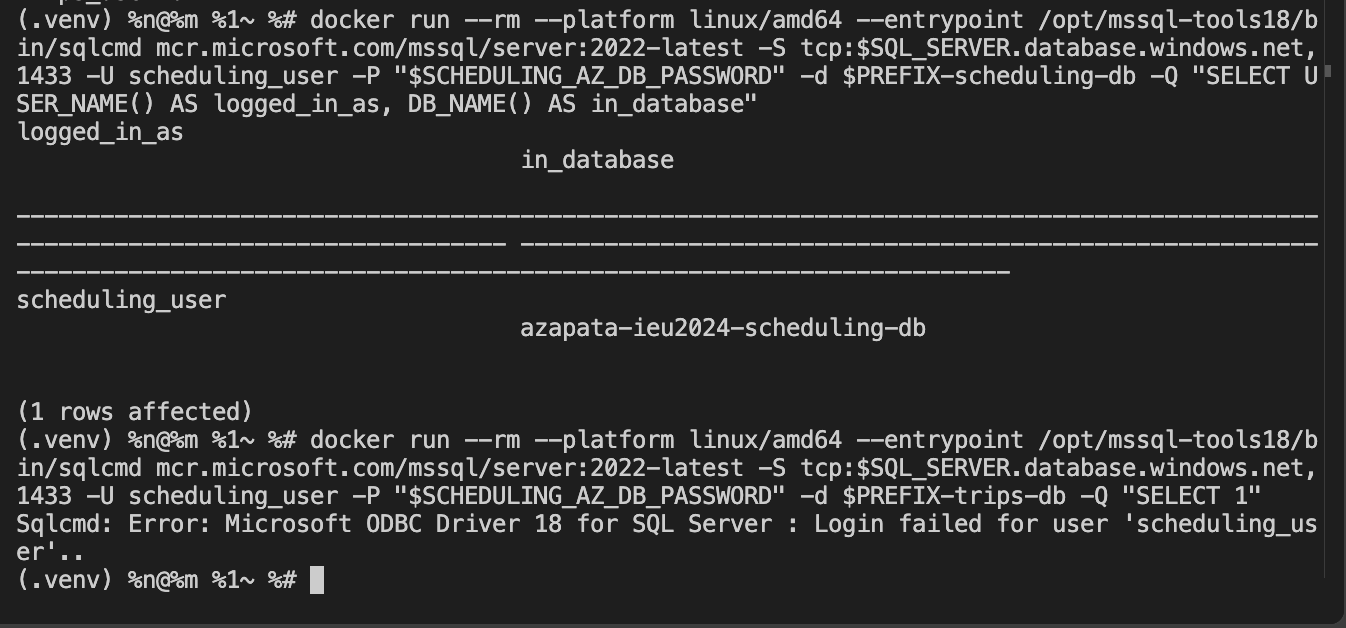 (.venv) %n@%m %1~ %# docker run --rm --platform linux/amd64 --entrypoint /opt/mssql-tools18/b
in/sqlcmd mcr.microsoft.com/mssql/server:2022-latest -S tcp:$SQL_SERVER.database.windows.net,
1433 -U scheduling_user -P "$SCHEDULING_AZ_DB_PASSWORD" -d $PREFIX-scheduling-db -Q "SELECT U
SER_NAME() AS logged_in_as, DB_NAME() AS in_database"
logged_in_as
in_database
---------------------------------------------------------------------------------------------
----------------------------------- ---------------------------------------------------------
-----------------------------------------------------------------------
scheduling_user
azapata-ieu2024-scheduling-db
(1 rows affected)
(.venv) %n@%m %1~ %# docker run --rm --platform linux/amd64 --entrypoint /opt/mssql-tools18/b
in/sqlcmd mcr.microsoft.com/mssql/server:2022-latest -S tcp:$SQL_SERVER.database.windows.net,
1433 -U scheduling_user -P "$SCHEDULING_AZ_DB_PASSWORD" -d $PREFIX-trips-db -Q "SELECT 1"
Sqlcmd: Error: Microsoft ODBC Driver 18 for SQL Server : Login failed for user 'scheduling_us
er'..
(.venv) %n@%m %1~ %#